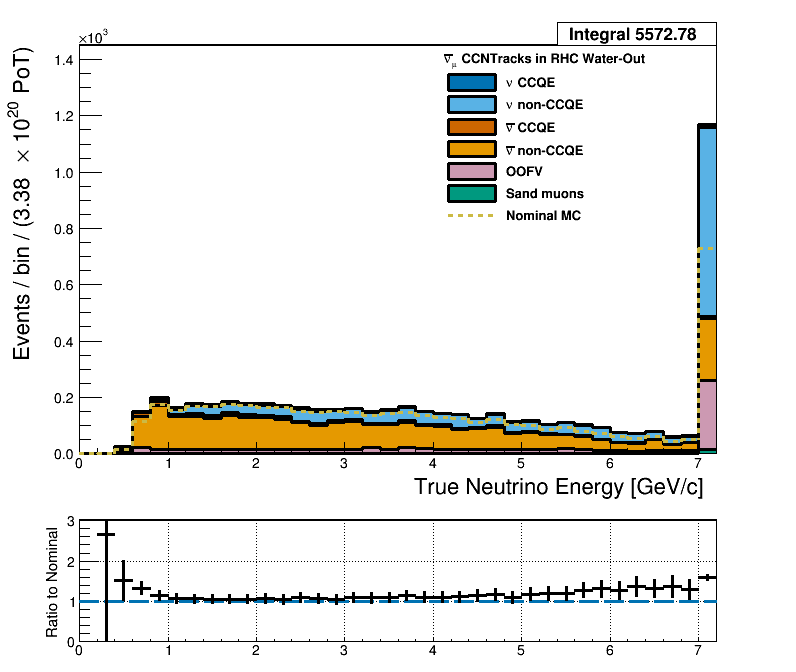 Integral 5572.78
×10³
ν̅μ CCNTracks in RHC Water-Out
ν CCQE
ν non-CCQE
ν̅ CCQE
ν̅ non-CCQE
OOFV
Sand muons
Nominal MC
Events / bin / (3.38 × 10²⁰ PoT)
1.4
1.2
1.0
0.8
0.6
0.4
0.2
0.0
0 1 2 3 4 5 6 7
True Neutrino Energy [GeV/c]
Ratio to Nominal
3
2
1
0
0 1 2 3 4 5 6 7